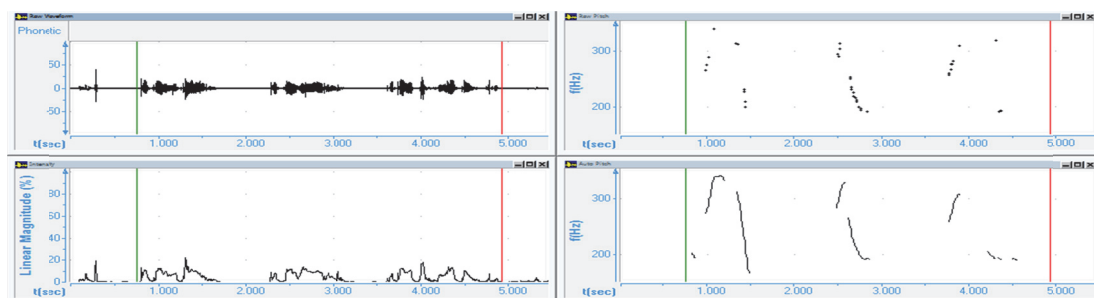 Raw Waveform
Phonetic
50
0
-50
t(sec) 1.000 2.000 3.000 4.000 5.000
Raw Pitch
f(Hz)
300
200
t(sec) 1.000 2.000 3.000 4.000 5.000
Intensity
Linear Magnitude (%)
80
60
40
20
0
t(sec) 1.000 2.000 3.000 4.000 5.000
Auto Pitch
f(Hz)
300
200
t(sec) 1.000 2.000 3.000 4.000 5.000